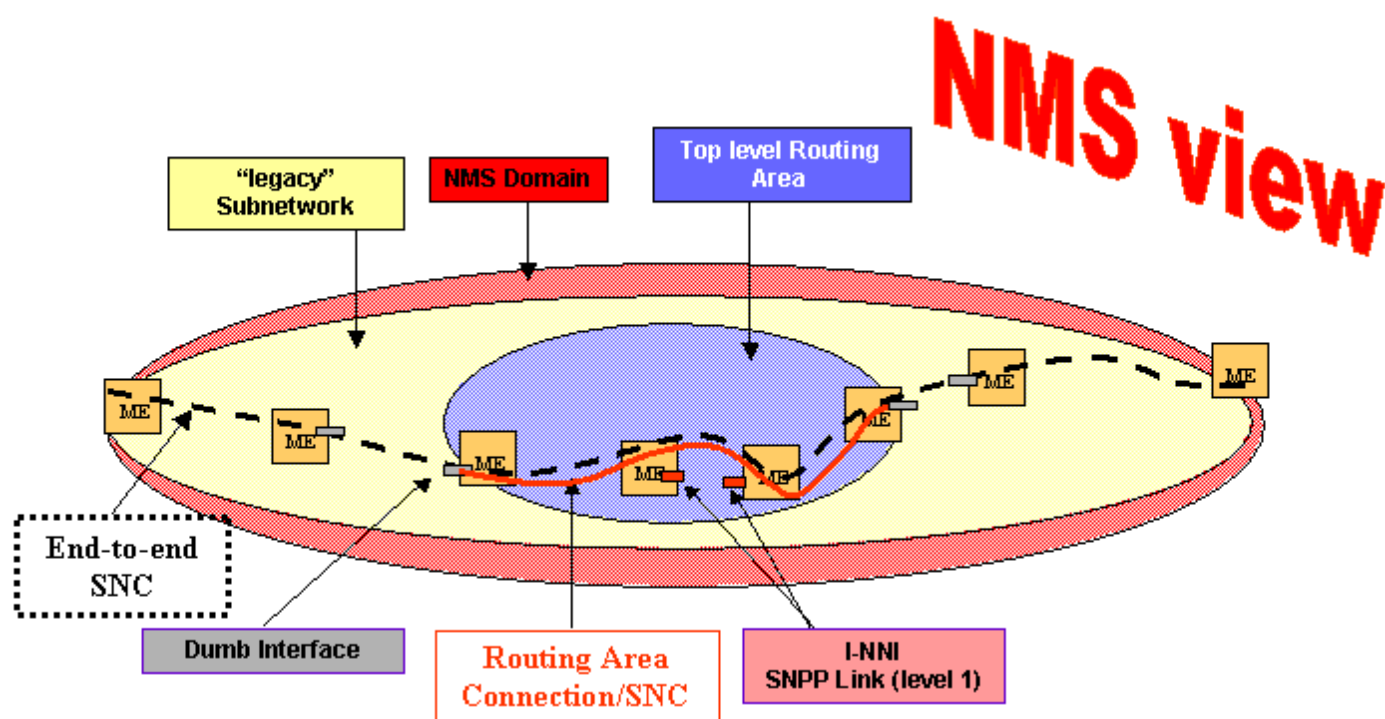 NMS view
Top level Routing
Area
“legacy”
Subnetwork
NMS Domain
ME
ME
ME
ME
ME
ME
ME
ME
End-to-end
SNC
Dumb Interface
Routing Area
Connection/SNC
I-NNI
SNPP Link (level 1)